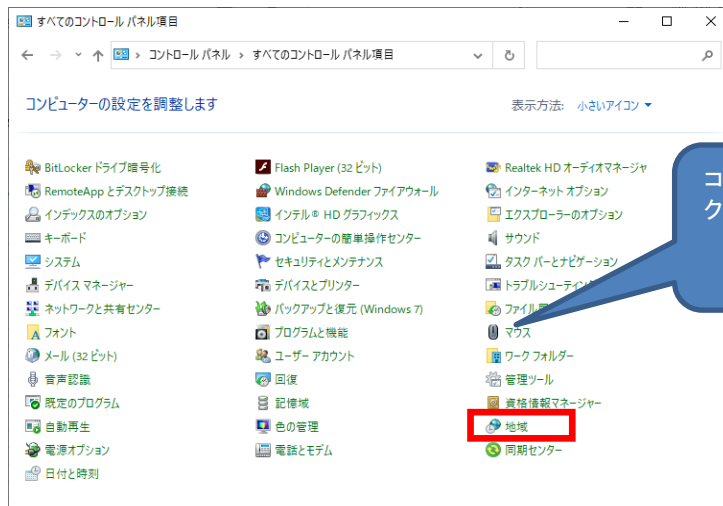 すべてのコントロール パネル項目
コントロール パネル › すべてのコントロール パネル項目
コンピューターの設定を調整します
表示方法: 小さいアイコン
BitLocker ドライブ暗号化
Flash Player (32 ビット)
Realtek HD オーディオマネージャ
RemoteApp とデスクトップ接続
Windows Defender ファイアウォール
インターネット オプション
インデックスのオプション
インテル® HD グラフィックス
エクスプローラーのオプション
キーボード
コンピューターの簡単操作センター
サウンド
システム
セキュリティとメンテナンス
タスク バーとナビゲーション
デバイス マネージャー
デバイスとプリンター
トラブルシューティン
ネットワークと共有センター
バックアップと復元 (Windows 7)
ファイル
フォント
プログラムと機能
マウス
メール (32 ビット)
ユーザー アカウント
ワーク フォルダー
音声認識
回復
管理ツール
既定のプログラム
記憶域
資格情報マネージャー
自動再生
色の管理
地域
電源オプション
電話とモデム
同期センター
日付と時刻
コ
ク